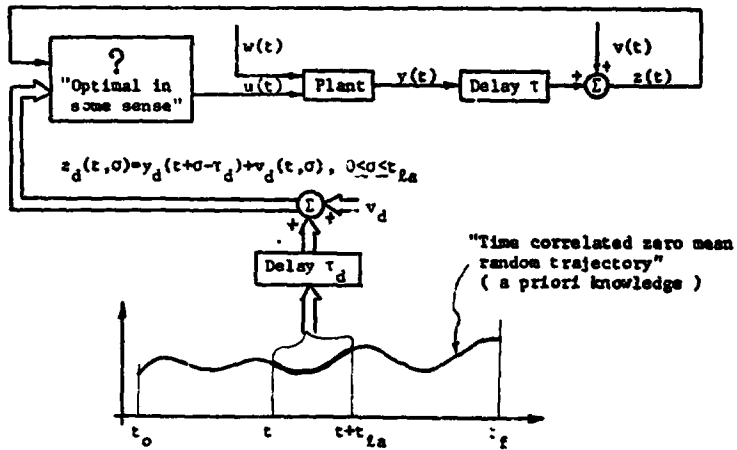 w(t)
v(t)
?
"Optimal in
some sense"
u(t)
Plant
y(t)
Delay τ
+
+
Σ
z(t)
z_d(t,σ)=y_d(t+σ-τ_d)+v_d(t,σ), 0≤σ≤t_ℓa
Σ
+
+
v_d
Delay τ_d
"Time correlated zero mean
random trajectory"
( a priori knowledge )
t_o
t
t+t_ℓa
t_f